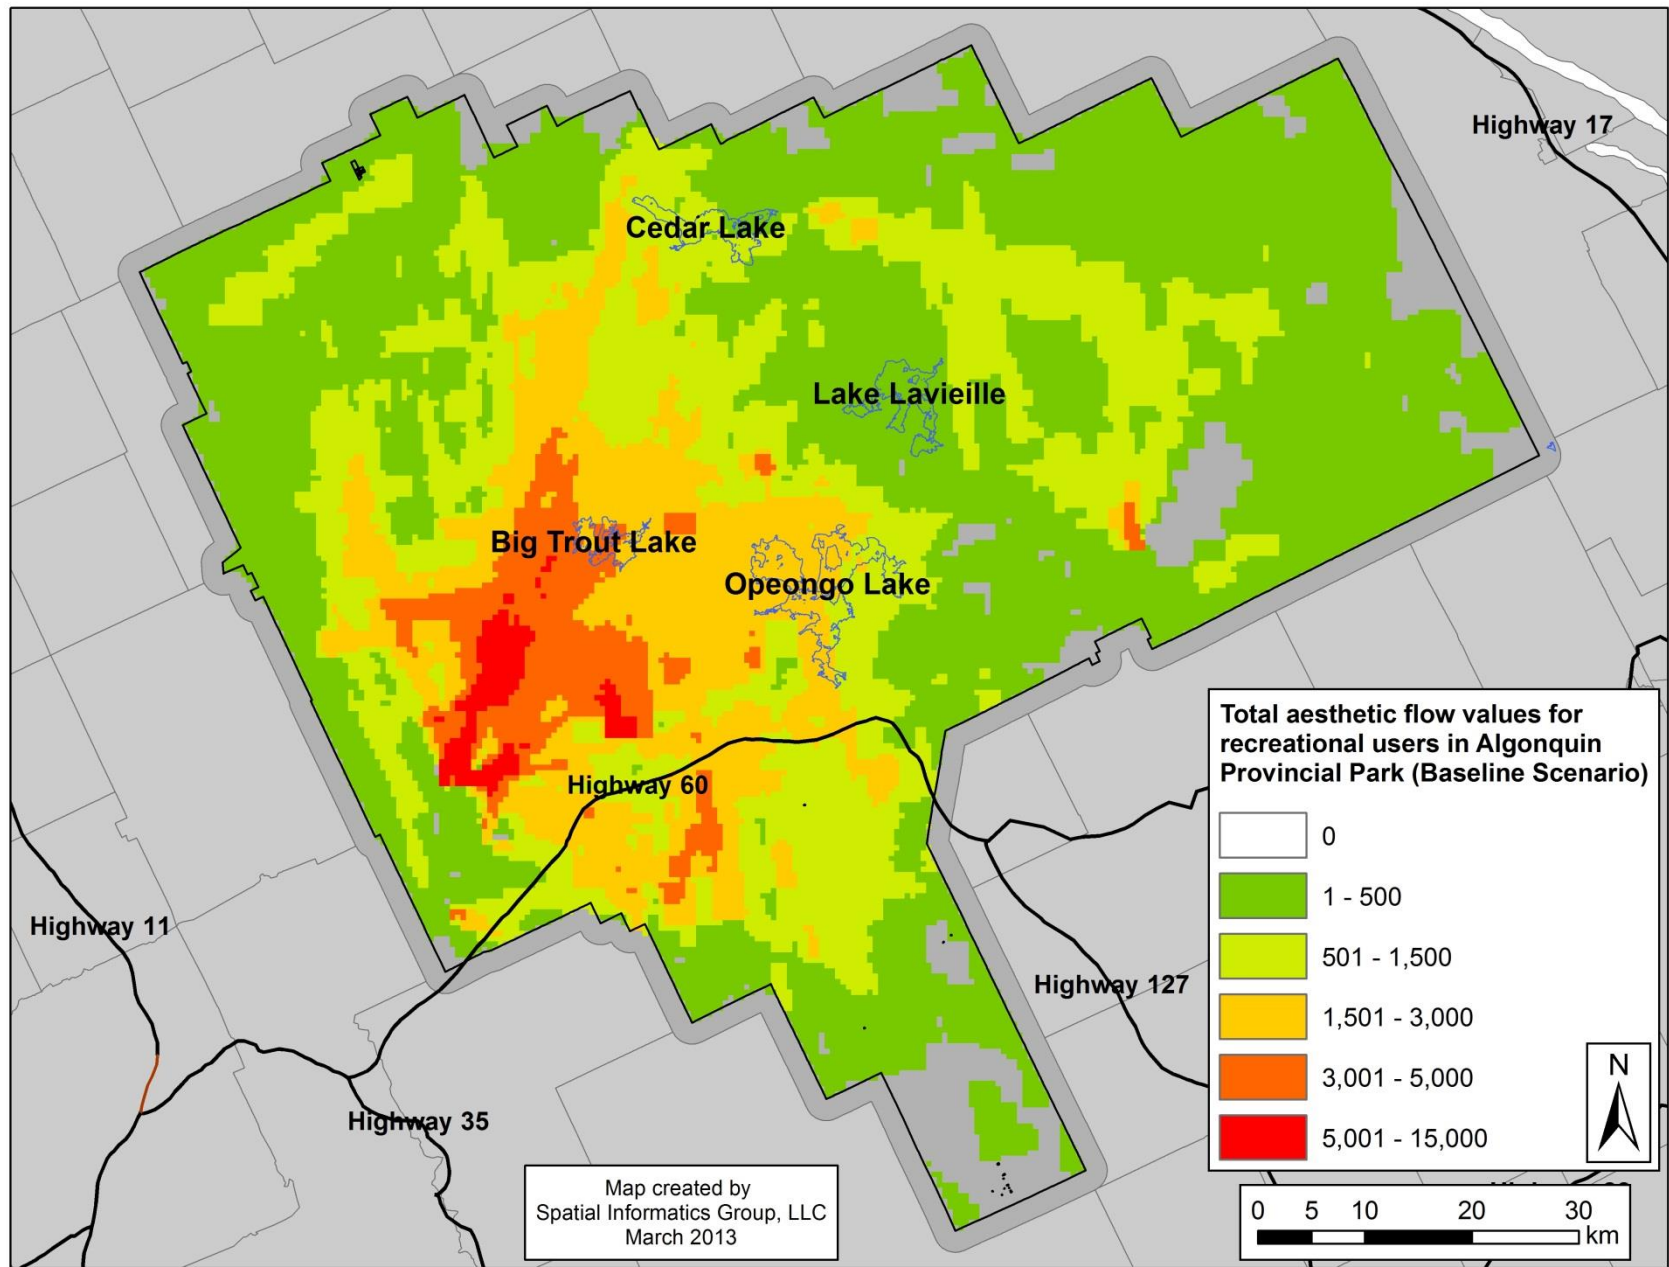 Highway 17
Cedar Lake
Lake Lavieille
Big Trout Lake
Opeongo Lake
Highway 60
Highway 11
Highway 127
Highway 35
Total aesthetic flow values for
recreational users in Algonquin
Provincial Park (Baseline Scenario)
0
1 - 500
501 - 1,500
1,501 - 3,000
3,001 - 5,000
5,001 - 15,000
N
Map created by
Spatial Informatics Group, LLC
March 2013
0 5 10 20 30
km